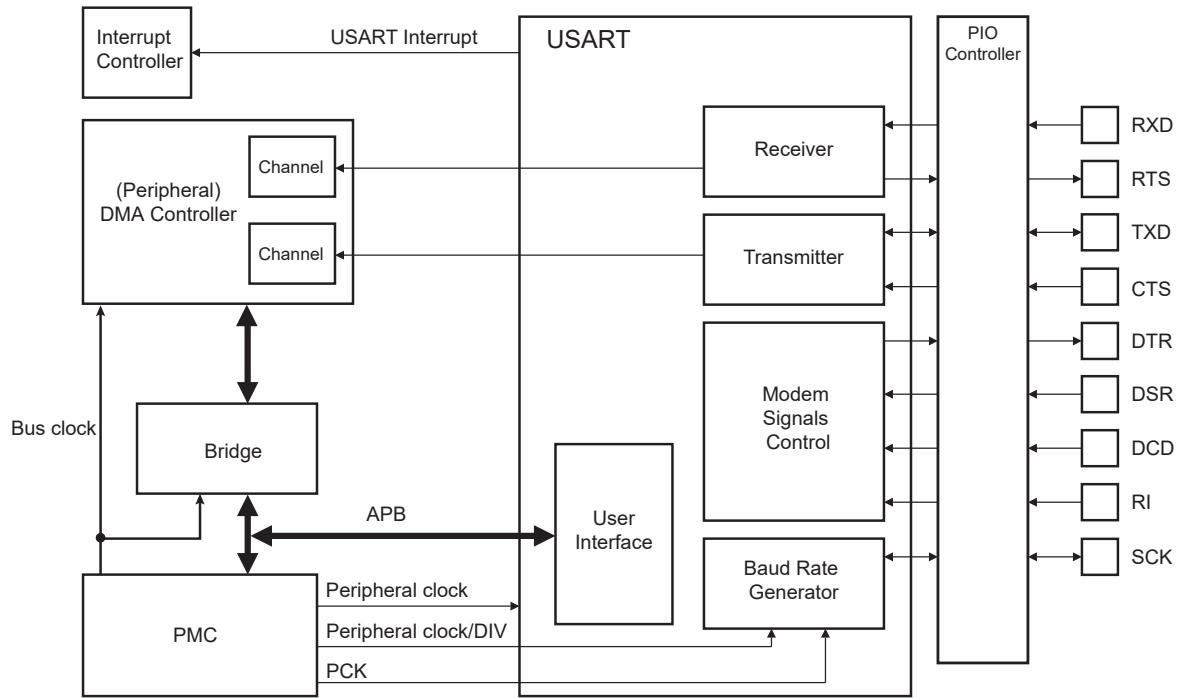 Interrupt
Controller
USART Interrupt
USART
PIO
Controller
(Peripheral)
DMA Controller
Channel
Channel
Receiver
Transmitter
Modem
Signals
Control
Baud Rate
Generator
User
Interface
RXD
RTS
TXD
CTS
DTR
DSR
DCD
RI
SCK
Bus clock
Bridge
APB
PMC
Peripheral clock
Peripheral clock/DIV
PCK